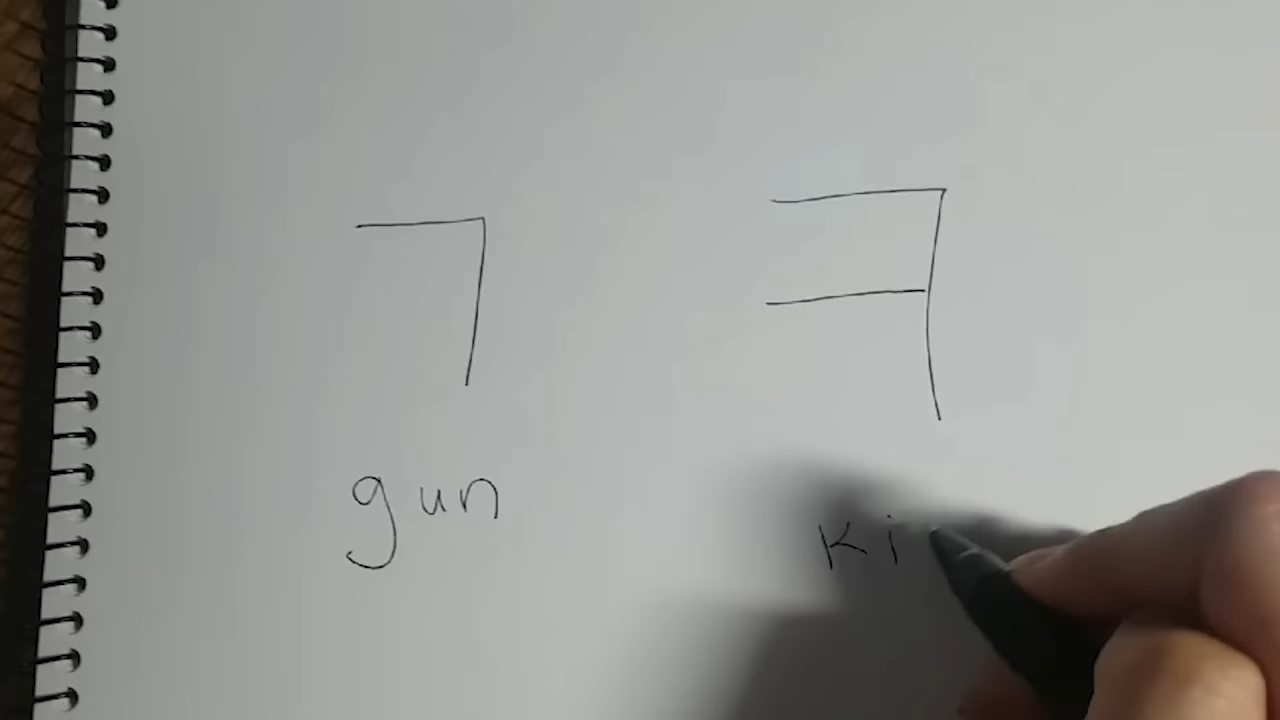 ㄱ ㅋ
gun ki